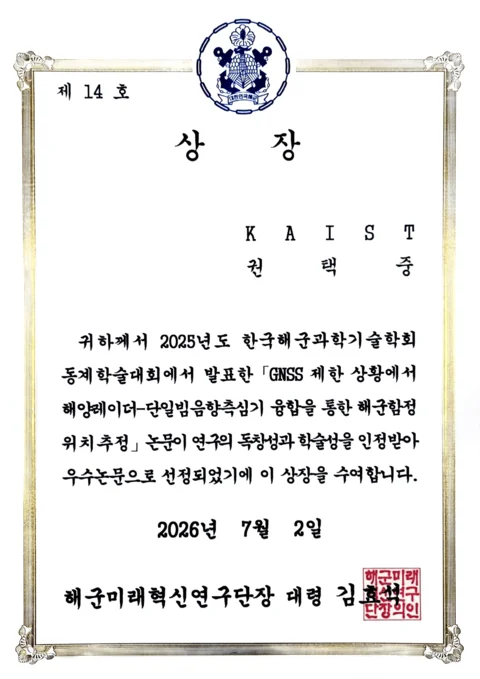 대한민국해군
제 14 호
상 장
K A I S T
권 택 중
귀하께서 2025년도 한국해군과학기술학회
동계학술대회에서 발표한 「GNSS 제한 상황에서
해양레이더-단일빔음향측심기 융합을 통한 해군함정
위치추정」 논문이 연구의 독창성과 학술성을 인정받아
우수논문으로 선정되었기에 이 상장을 수여합니다.
2026년 7월 2일
해군미래혁신연구단장 대령 김효석
해군미래
혁신연구
단장의인